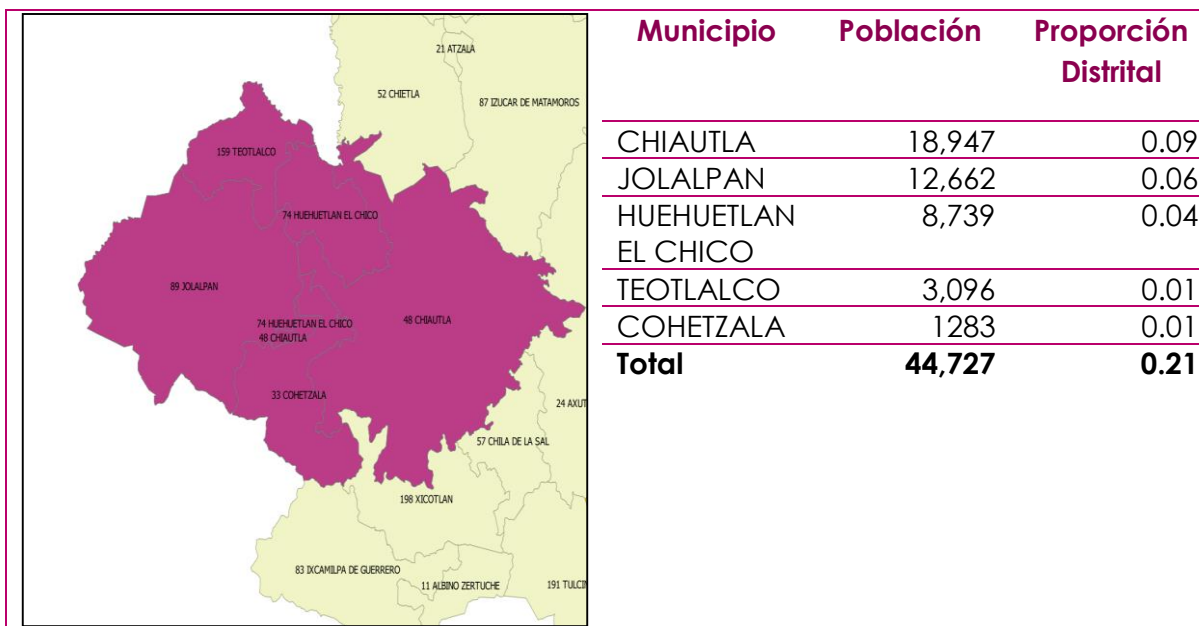 21 ATZALA
52 CHIETLA
87 IZUCAR DE MATAMOROS
159 TEOTLALCO
74 HUEHUETLAN EL CHICO
89 JOLALPAN
74 HUEHUETLAN EL CHICO
48 CHIAUTLA
48 CHIAUTLA
33 COHETZALA
24 AXUT
57 CHILA DE LA SAL
198 XICOTLAN
83 IXCAMILPA DE GUERRERO
11 ALBINO ZERTUCHE
191 TULCIN
Municipio Población Proporción
Distrital
CHIAUTLA 18,947 0.09
JOLALPAN 12,662 0.06
HUEHUETLAN 8,739 0.04
EL CHICO
TEOTLALCO 3,096 0.01
COHETZALA 1283 0.01
Total 44,727 0.21